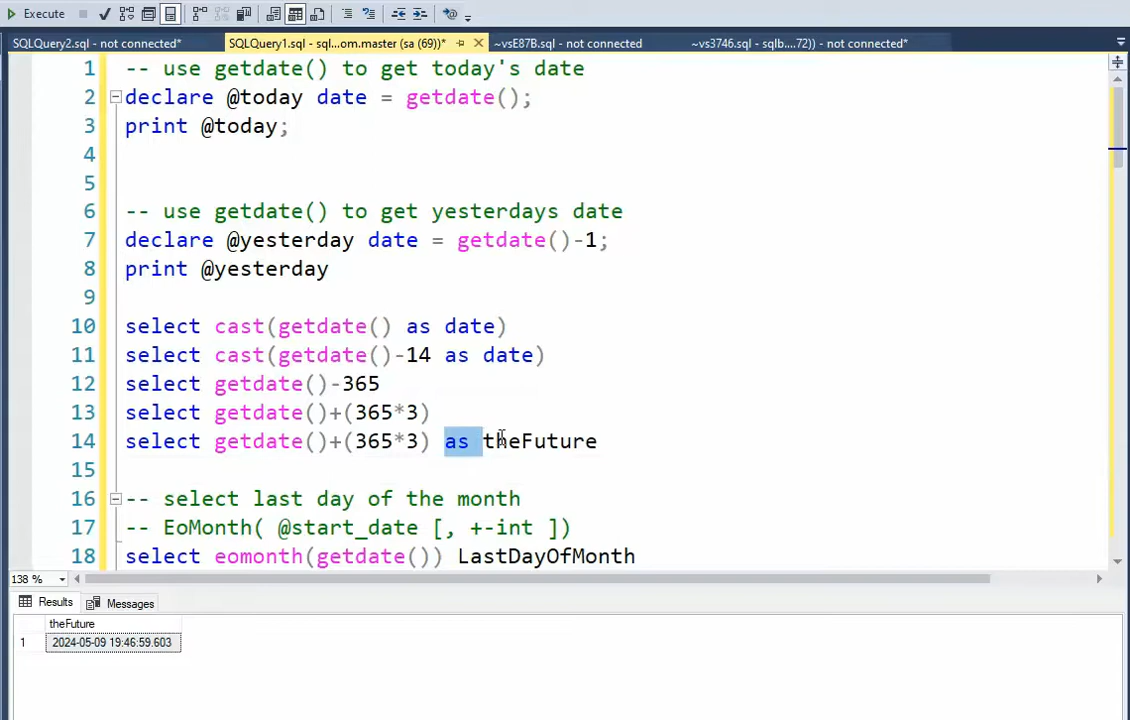 Execute
SQLQuery2.sql - not connected*
SQLQuery1.sql - sql...om.master (sa (69))*
~vsE87B.sql - not connected
~vs3746.sql - sqlb....72)) - not connected*
1 -- use getdate() to get today's date
2 declare @today date = getdate();
3 print @today;
4
5
6 -- use getdate() to get yesterdays date
7 declare @yesterday date = getdate()-1;
8 print @yesterday
9
10 select cast(getdate() as date)
11 select cast(getdate()-14 as date)
12 select getdate()-365
13 select getdate()+(365*3)
14 select getdate()+(365*3) as theFuture
15
16 -- select last day of the month
17 -- EoMonth( @start_date [, +-int ])
18 select eomonth(getdate()) LastDayOfMonth
138 %
Results
Messages
theFuture
1 2024-05-09 19:46:59.603